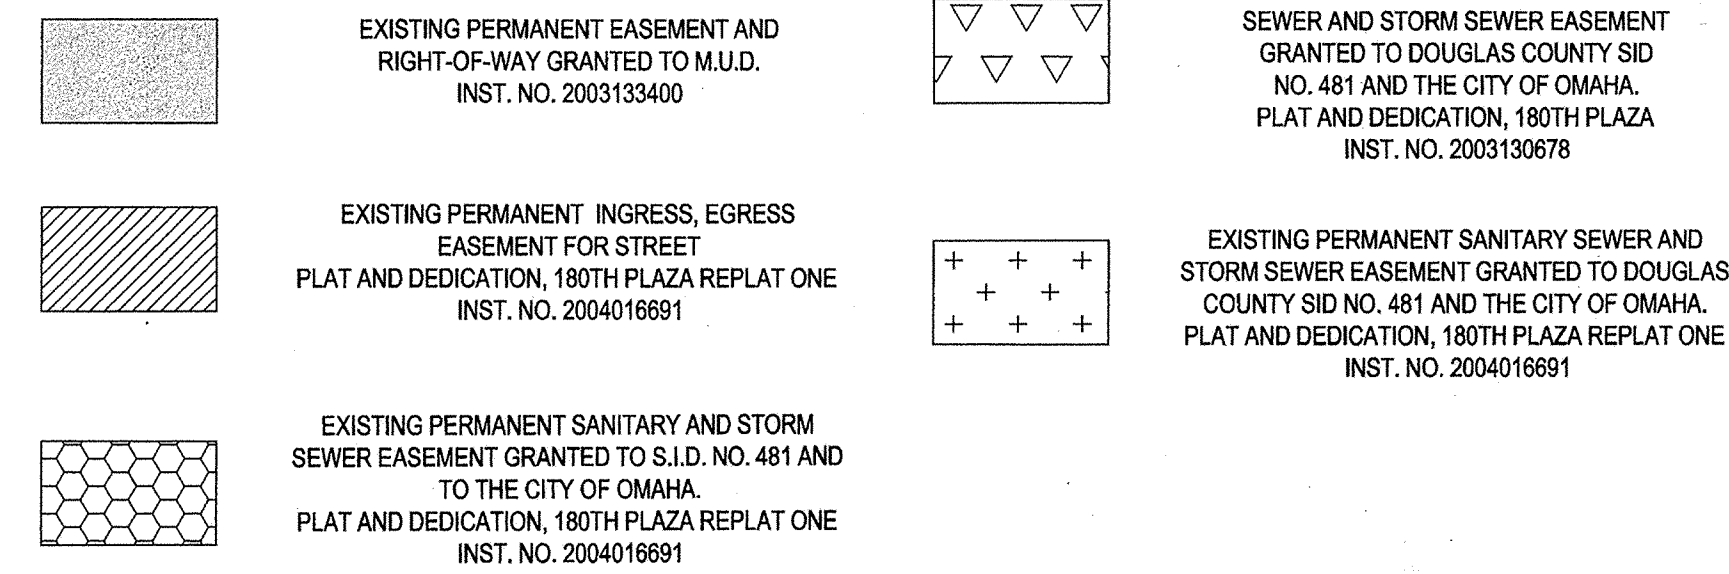 EXISTING PERMANENT EASEMENT AND
RIGHT-OF-WAY GRANTED TO M.U.D.
INST. NO. 2003133400
EXISTING PERMANENT INGRESS, EGRESS
EASEMENT FOR STREET
PLAT AND DEDICATION, 180TH PLAZA REPLAT ONE
INST. NO. 2004016691
EXISTING PERMANENT SANITARY AND STORM
SEWER EASEMENT GRANTED TO S.I.D. NO. 481 AND
TO THE CITY OF OMAHA.
PLAT AND DEDICATION, 180TH PLAZA REPLAT ONE
INST. NO. 2004016691
SEWER AND STORM SEWER EASEMENT
GRANTED TO DOUGLAS COUNTY SID
NO. 481 AND THE CITY OF OMAHA.
PLAT AND DEDICATION, 180TH PLAZA
INST. NO. 2003130678
EXISTING PERMANENT SANITARY SEWER AND
STORM SEWER EASEMENT GRANTED TO DOUGLAS
COUNTY SID NO. 481 AND THE CITY OF OMAHA.
PLAT AND DEDICATION, 180TH PLAZA REPLAT ONE
INST. NO. 2004016691